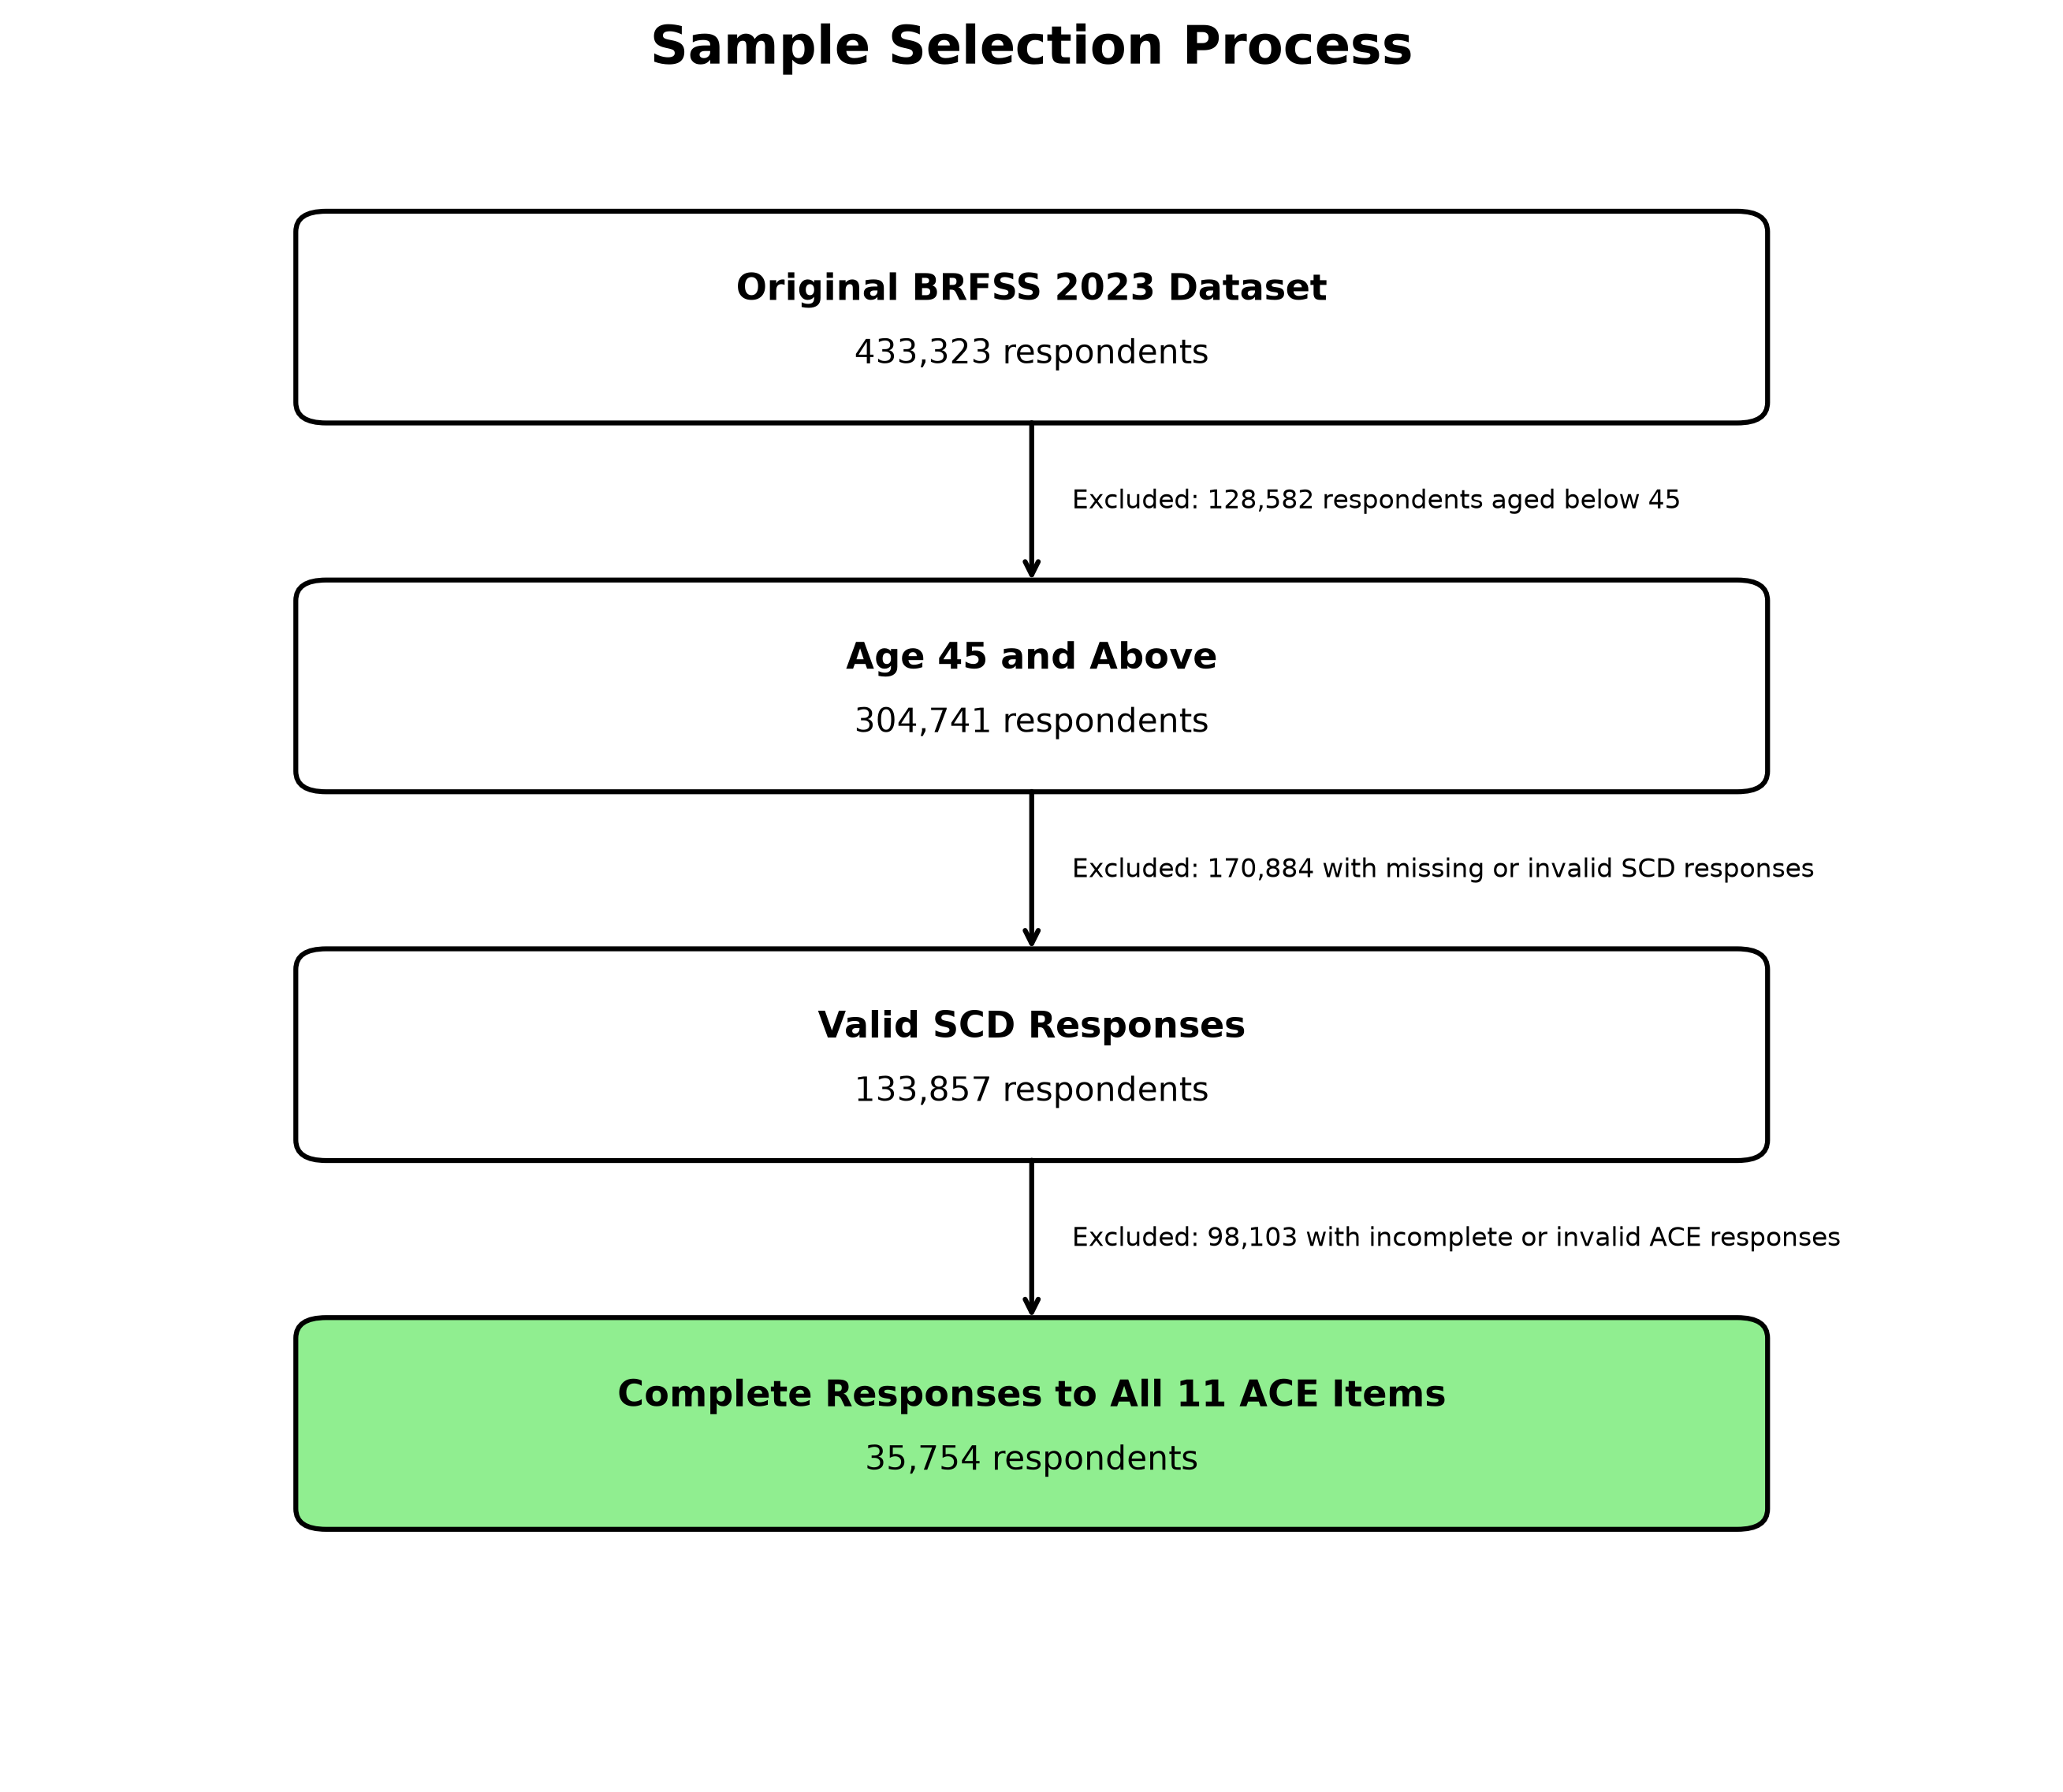 Sample Selection Process
Original BRFSS 2023 Dataset
433,323 respondents
Excluded: 128,582 respondents aged below 45
Age 45 and Above
304,741 respondents
Excluded: 170,884 with missing or invalid SCD responses
Valid SCD Responses
133,857 respondents
Excluded: 98,103 with incomplete or invalid ACE responses
Complete Responses to All 11 ACE Items
35,754 respondents